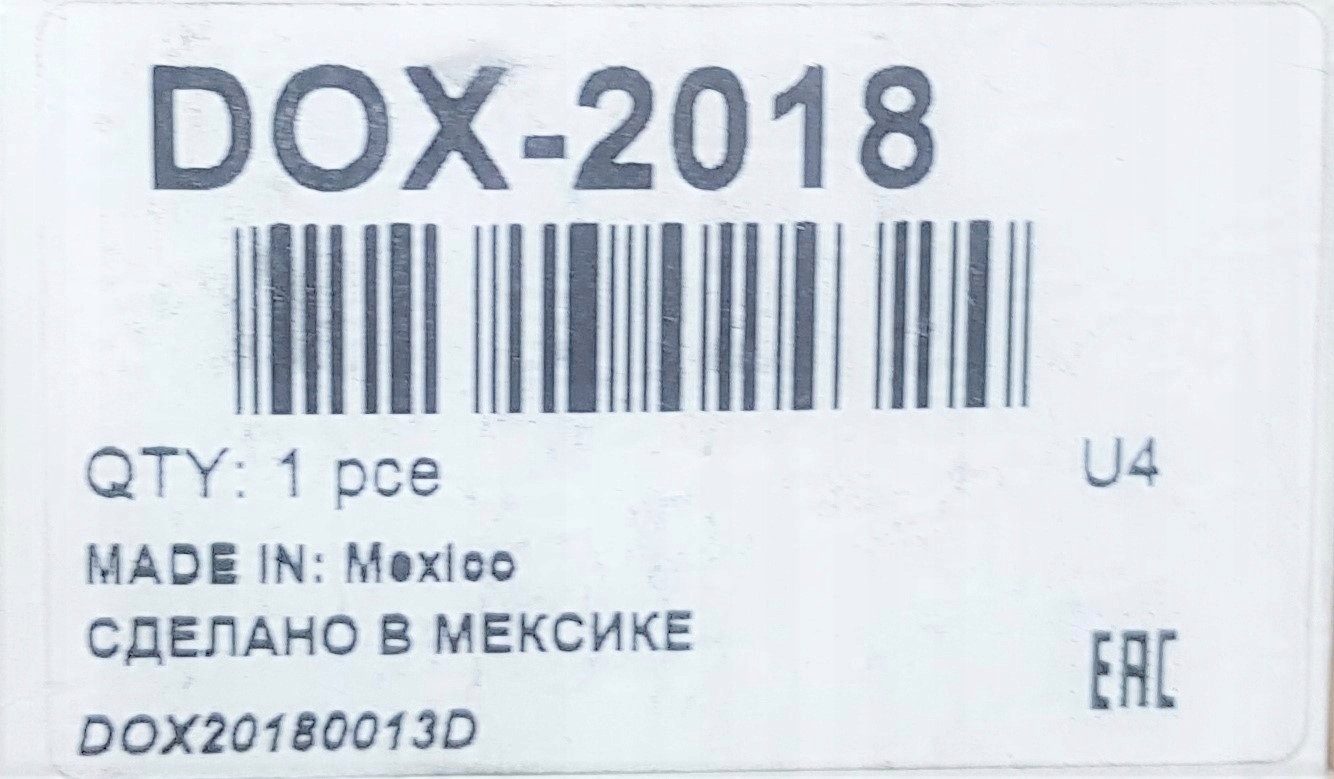 DOX-2018
QTY: 1 pce
U4
MADE IN: Mexico
СДЕЛАНО В МЕКСИКЕ
EAC
DOX20180013D